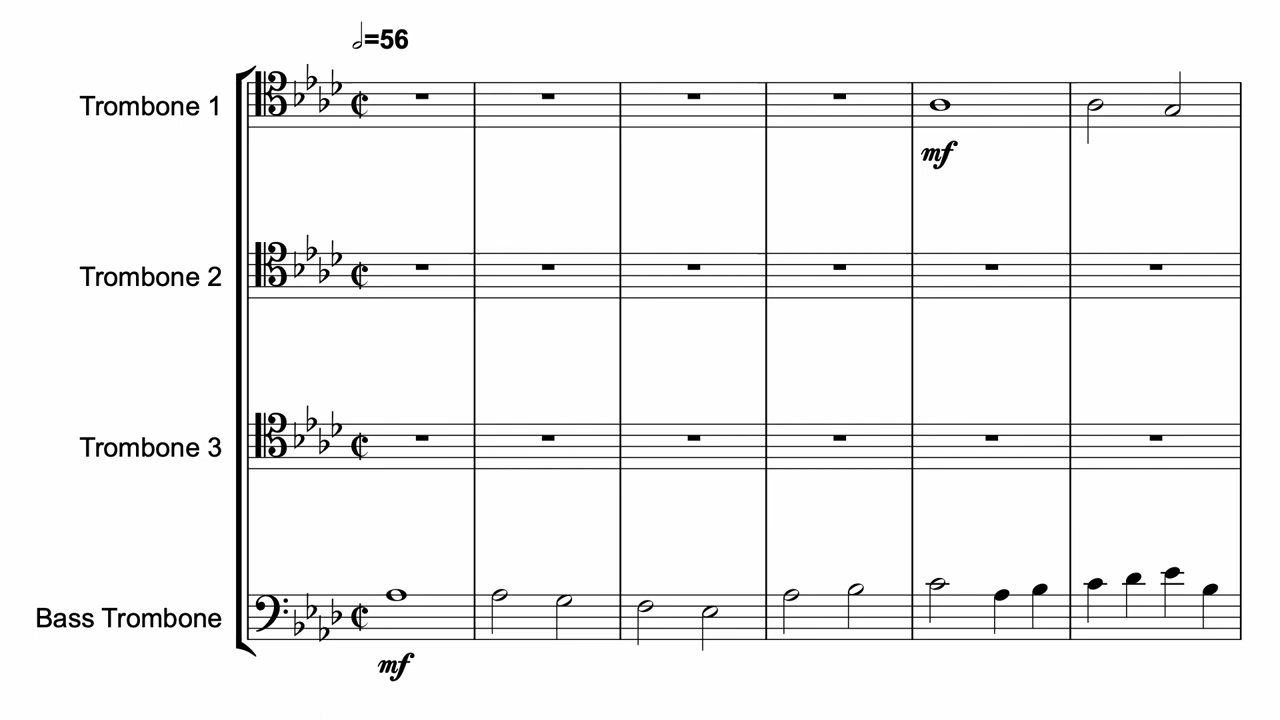 𝅗𝅥=56
Trombone 1
mf
Trombone 2
Trombone 3
Bass Trombone
mf